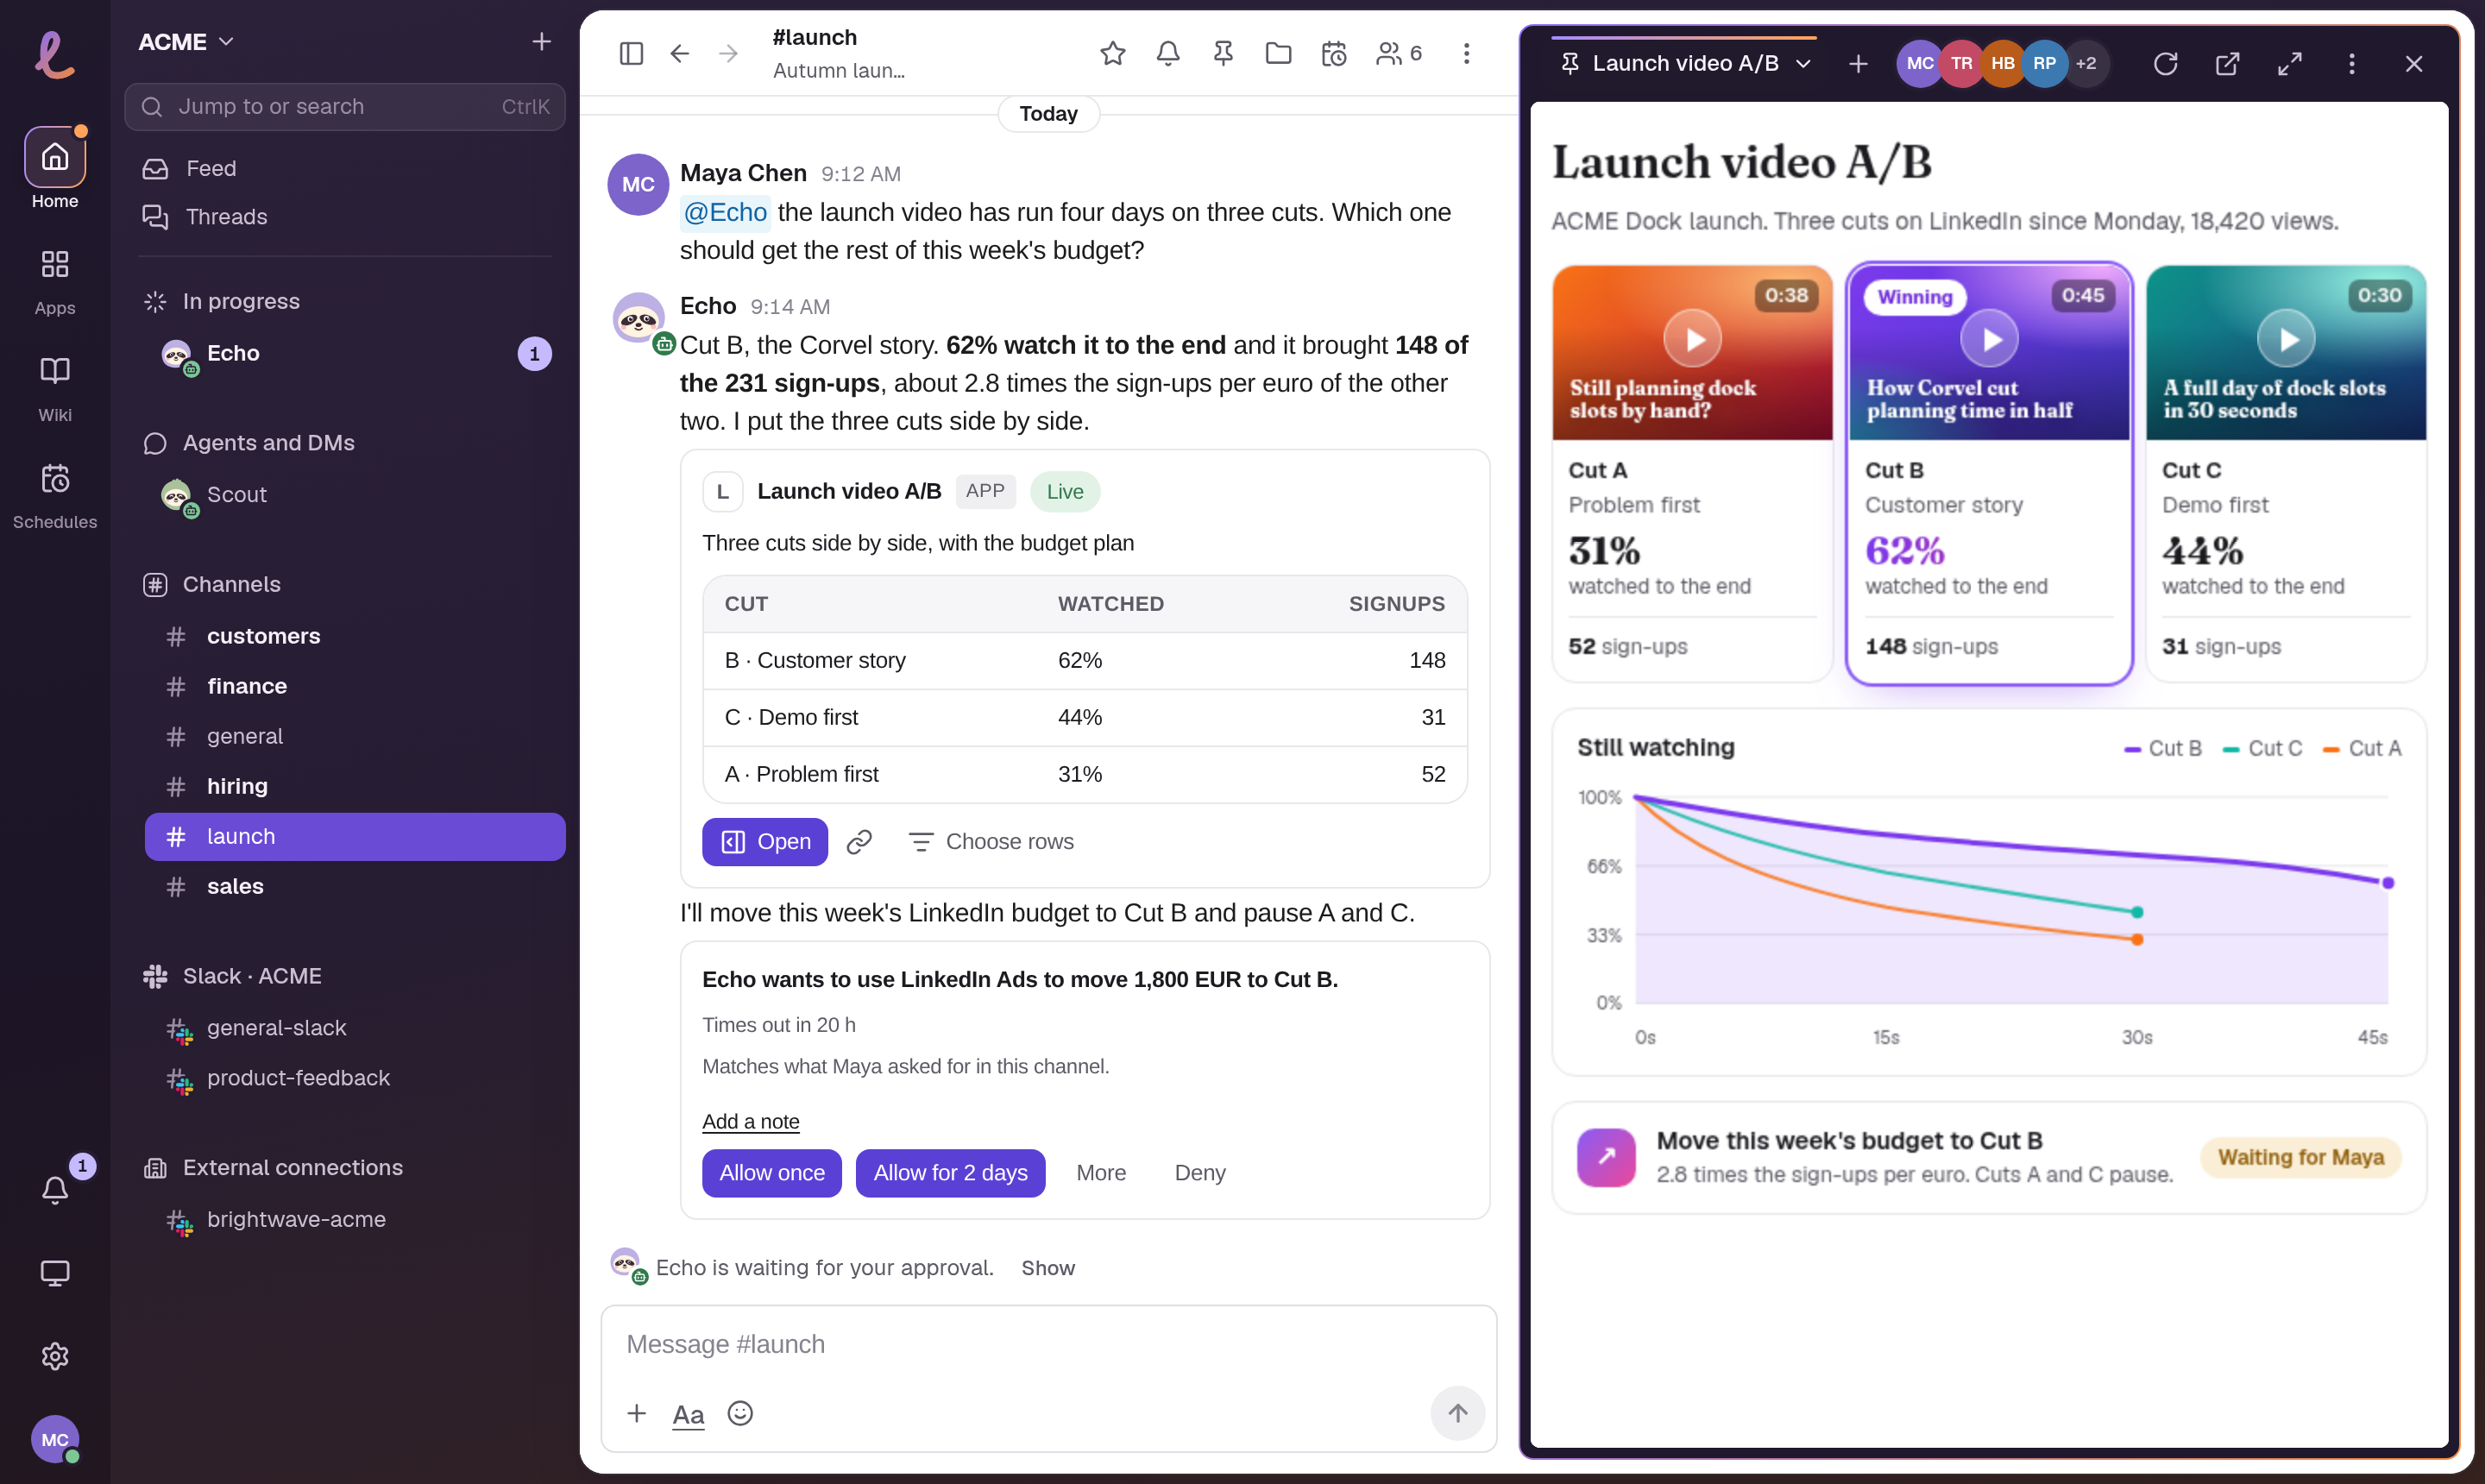 ACME
Jump to or search
CtrlK
Home
Apps
Wiki
Schedules
1
MC
Feed
Threads
In progress
Echo
1
Agents and DMs
Scout
Channels
customers
finance
general
hiring
launch
sales
Slack · ACME
general-slack
product-feedback
External connections
brightwave-acme
#launch
Autumn laun...
6
Today
MC
Maya Chen 9:12 AM
@Echo the launch video has run four days on three cuts. Which one
should get the rest of this week's budget?
Echo 9:14 AM
Cut B, the Corvel story. 62% watch it to the end and it brought 148 of
the 231 sign-ups, about 2.8 times the sign-ups per euro of the other
two. I put the three cuts side by side.
L Launch video A/B APP Live
Three cuts side by side, with the budget plan
CUT WATCHED SIGNUPS
B · Customer story 62% 148
C · Demo first 44% 31
A · Problem first 31% 52
Open Choose rows
I'll move this week's LinkedIn budget to Cut B and pause A and C.
Echo wants to use LinkedIn Ads to move 1,800 EUR to Cut B.
Times out in 20 h
Matches what Maya asked for in this channel.
Add a note
Allow once Allow for 2 days More Deny
Echo is waiting for your approval. Show
Message #launch
Aa
Launch video A/B
MC TR HB RP +2
Launch video A/B
ACME Dock launch. Three cuts on LinkedIn since Monday, 18,420 views.
0:38
Still planning dock
slots by hand?
Cut A
Problem first
31%
watched to the end
52 sign-ups
Winning 0:45
How Corvel cut
planning time in half
Cut B
Customer story
62%
watched to the end
148 sign-ups
0:30
A full day of dock slots
in 30 seconds
Cut C
Demo first
44%
watched to the end
31 sign-ups
Still watching
Cut B Cut C Cut A
100%
66%
33%
0%
0s 15s 30s 45s
Move this week's budget to Cut B
2.8 times the sign-ups per euro. Cuts A and C pause.
Waiting for Maya